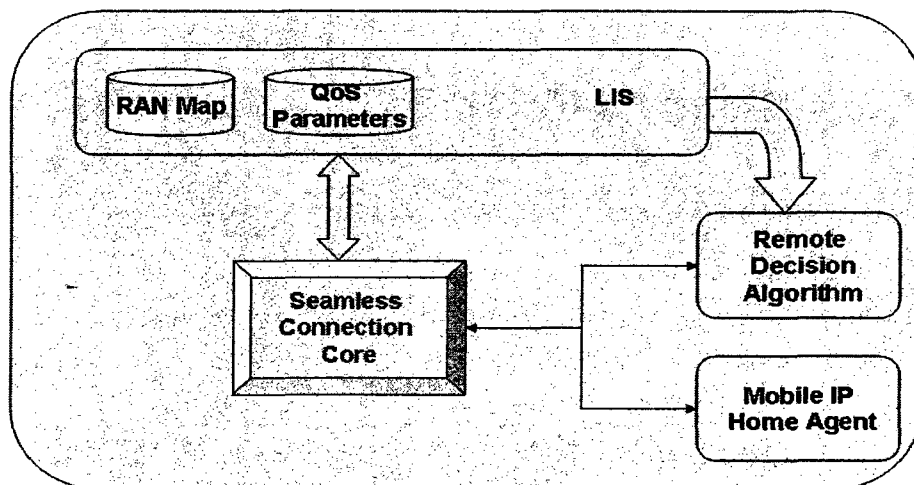 RAN Map
QoS
Parameters
LIS
Remote
Decision
Algorithm
Seamless
Connection
Core
Mobile IP
Home Agent